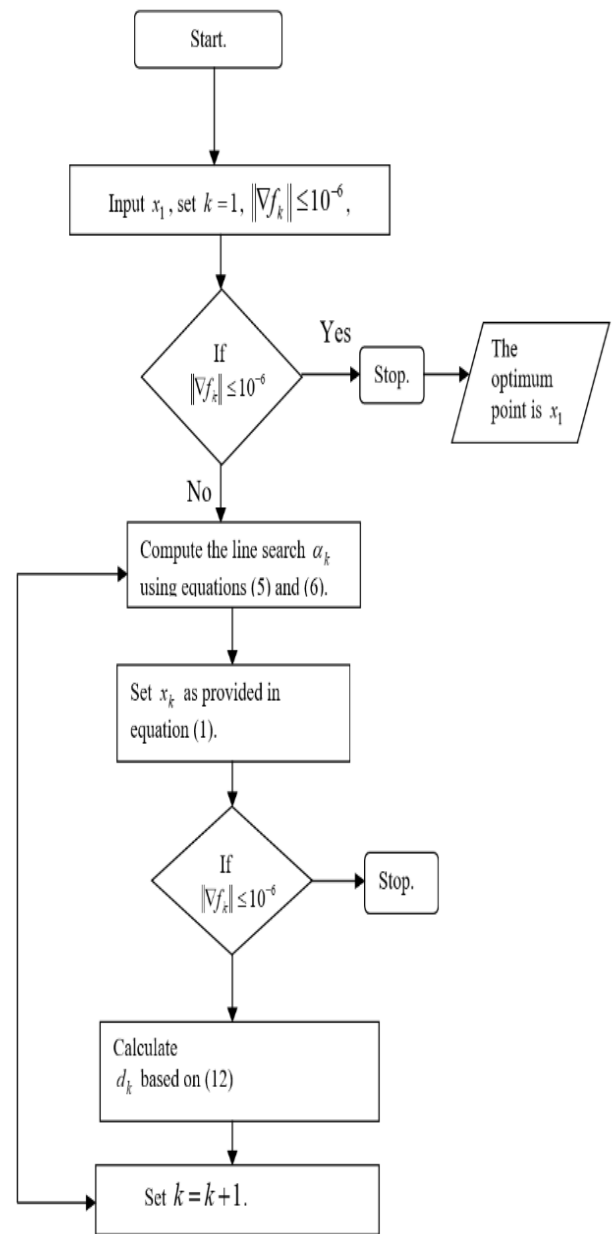 Start.
Input x₁, set k = 1, ‖∇fₖ‖ ≤ 10⁻⁶,
If
‖∇fₖ‖ ≤ 10⁻⁶
Yes
Stop.
The
optimum
point is x₁
No
Compute the line search αₖ
using equations (5) and (6).
Set xₖ as provided in
equation (1).
If
‖∇fₖ‖ ≤ 10⁻⁶
Stop.
Calculate
dₖ based on (12)
Set k = k+1.